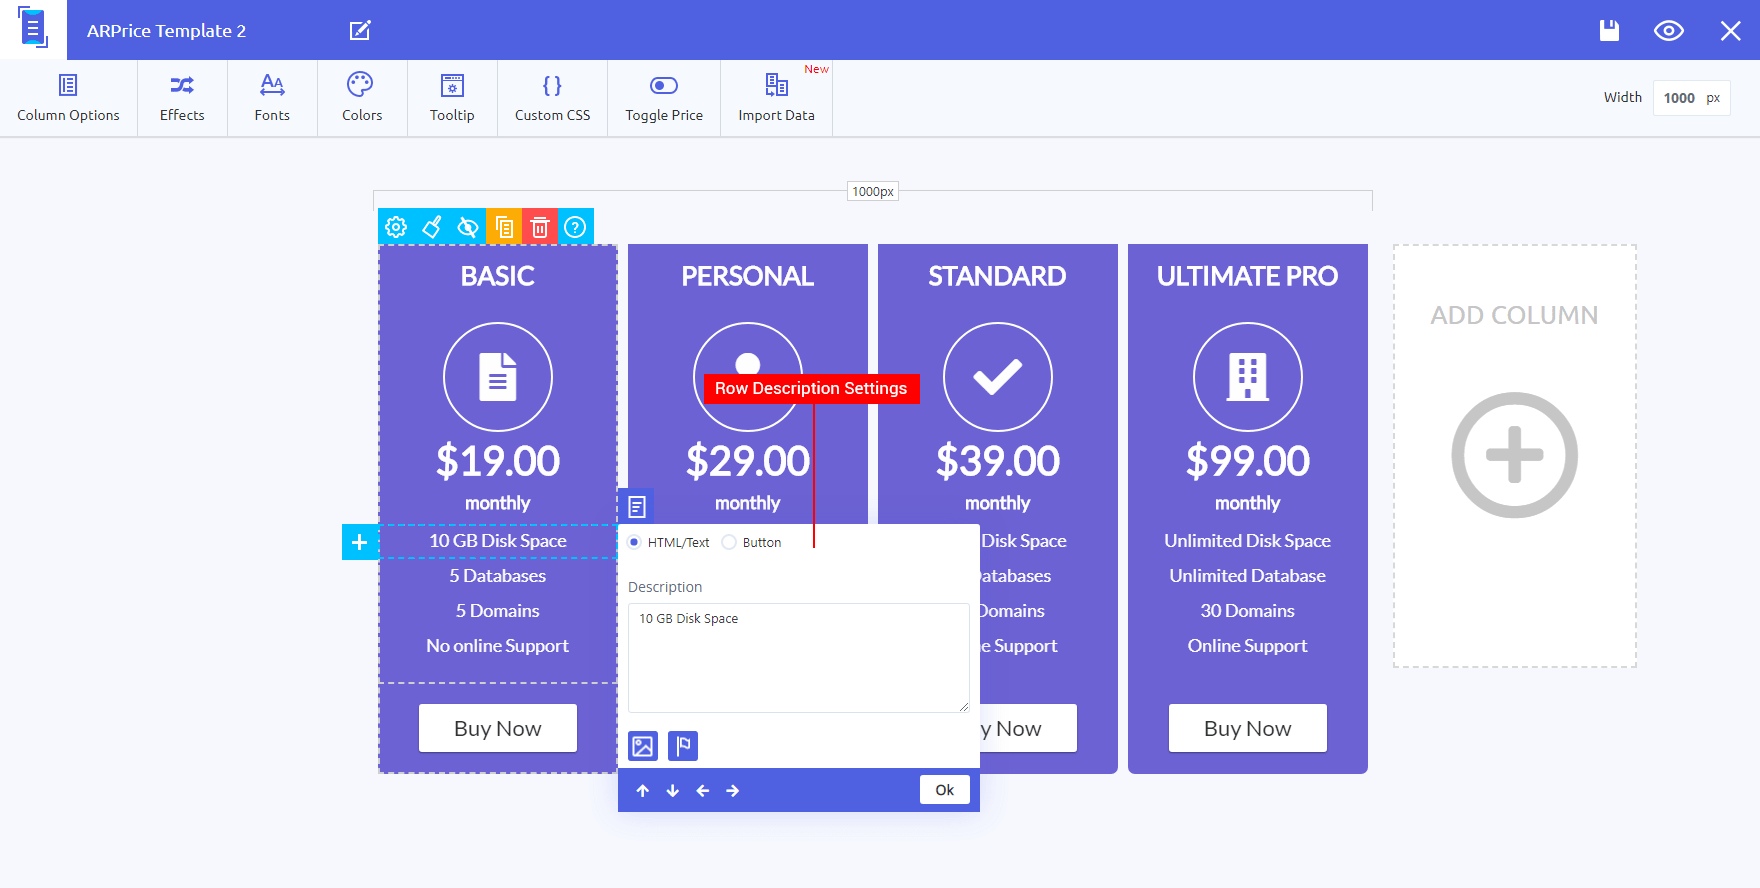 ARPrice Template 2
Column Options
Effects
Fonts
Colors
Tooltip
Custom CSS
Toggle Price
Import Data
New
Width 1000 px
1000px
BASIC
$19.00
monthly
10 GB Disk Space
5 Databases
5 Domains
No online Support
Buy Now
PERSONAL
Row Description Settings
$29.00
monthly
HTML/Text Button
Description
10 GB Disk Space
Ok
STANDARD
$39.00
monthly
Disk Space
atabases
Domains
e Support
y Now
ULTIMATE PRO
$99.00
monthly
Unlimited Disk Space
Unlimited Database
30 Domains
Online Support
Buy Now
ADD COLUMN